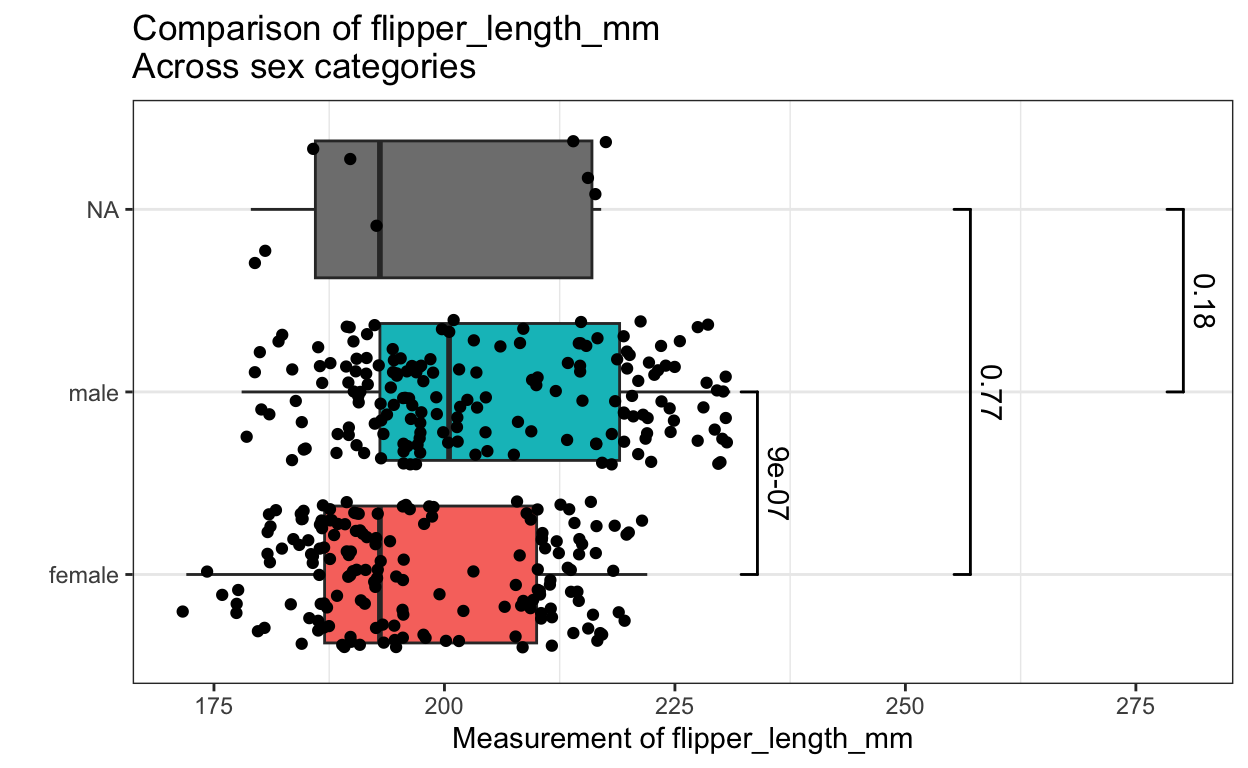 Comparison of flipper_length_mm
Across sex categories
NA
male
female
0.18
0.77
9e-07
175 200 225 250 275
Measurement of flipper_length_mm